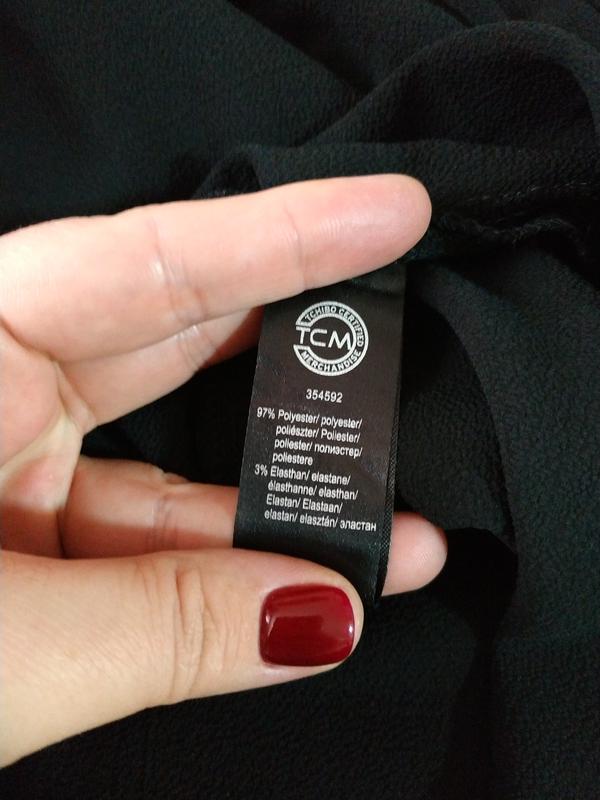 TCHIBO CERTIFIED
TCM
MERCHANDISE
354592
97% Polyester/ polyester/
poliészter/ Poliester/
poliester/ полиэстер/
poliestere
3% Elasthan/ elastane/
élasthanne/ elasthan/
Elastan/ Elastaan/
elastan/ elasztán/ эластан